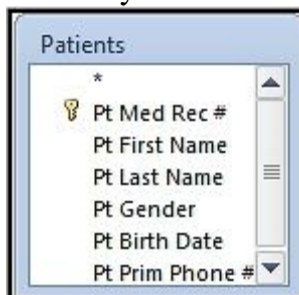 Patients
*
Pt Med Rec #
Pt First Name
Pt Last Name
Pt Gender
Pt Birth Date
Pt Prim Phone #